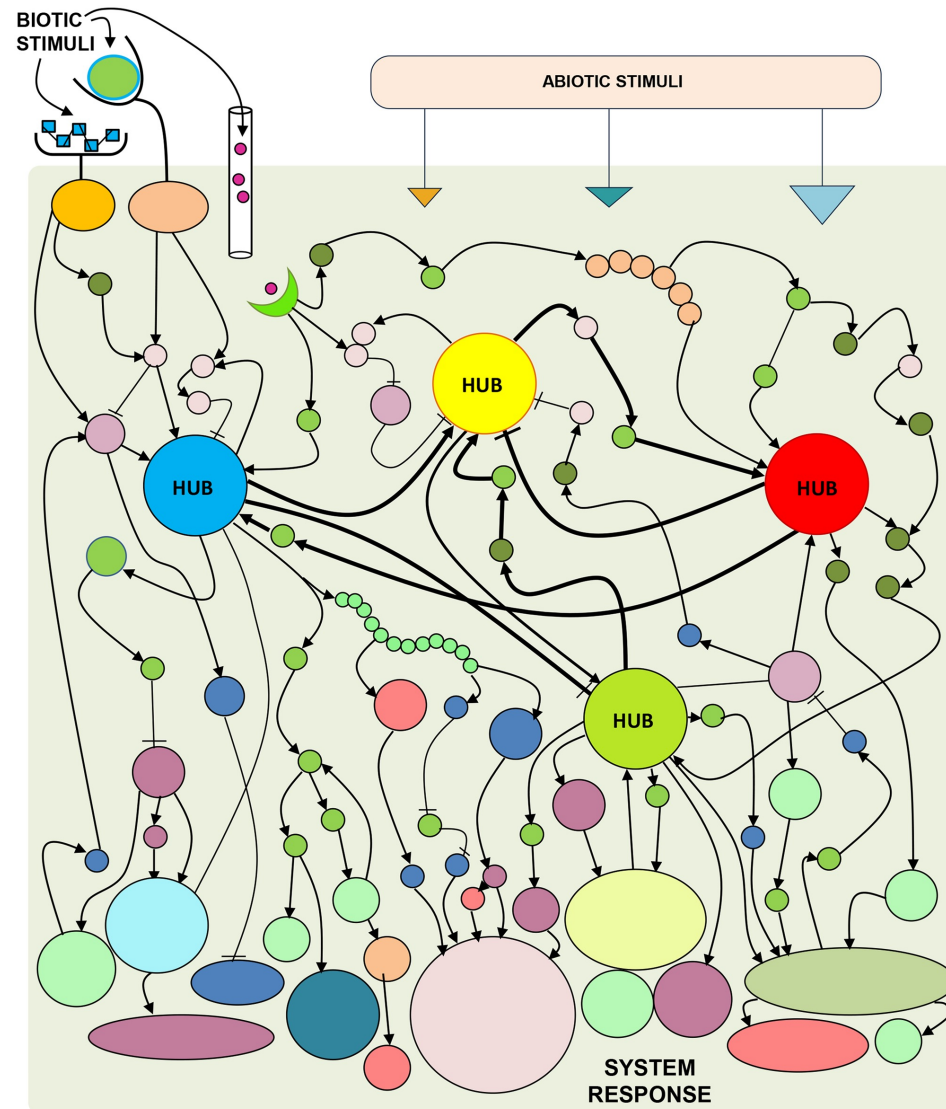 BIOTIC
STIMULI
ABIOTIC STIMULI
HUB
HUB
HUB
HUB
SYSTEM
RESPONSE